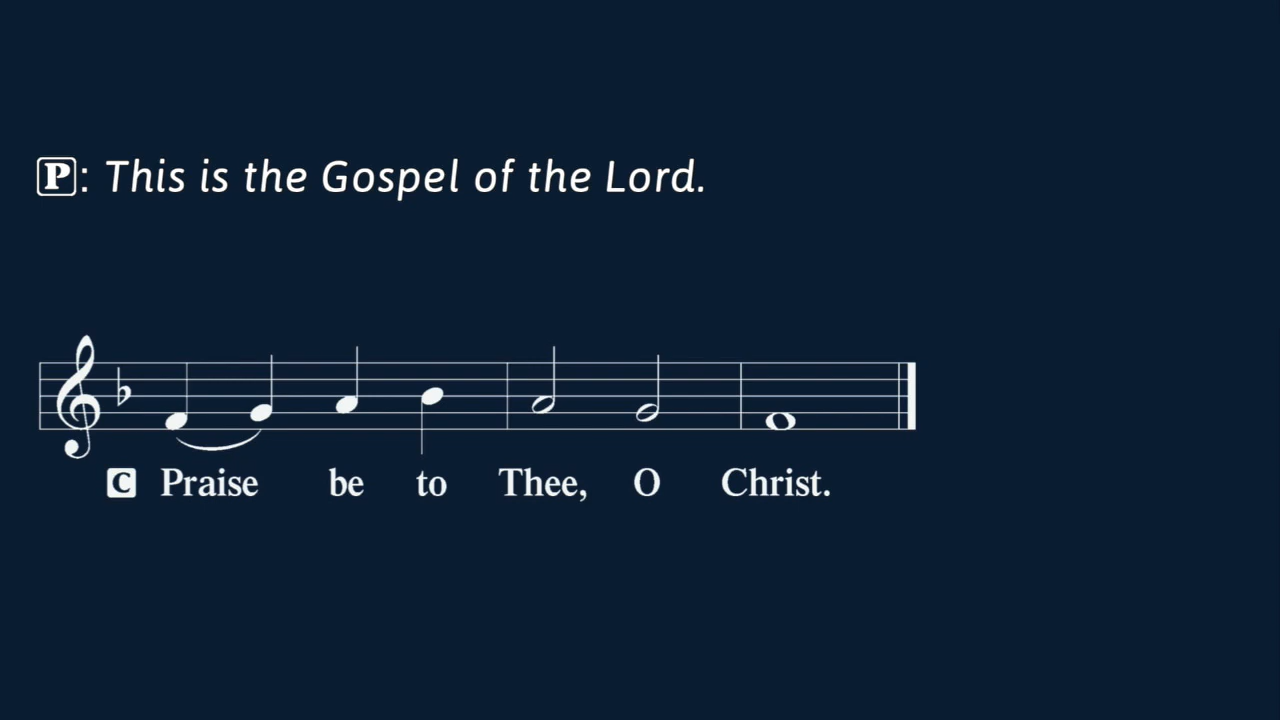 P: This is the Gospel of the Lord.
C Praise be to Thee, O Christ.